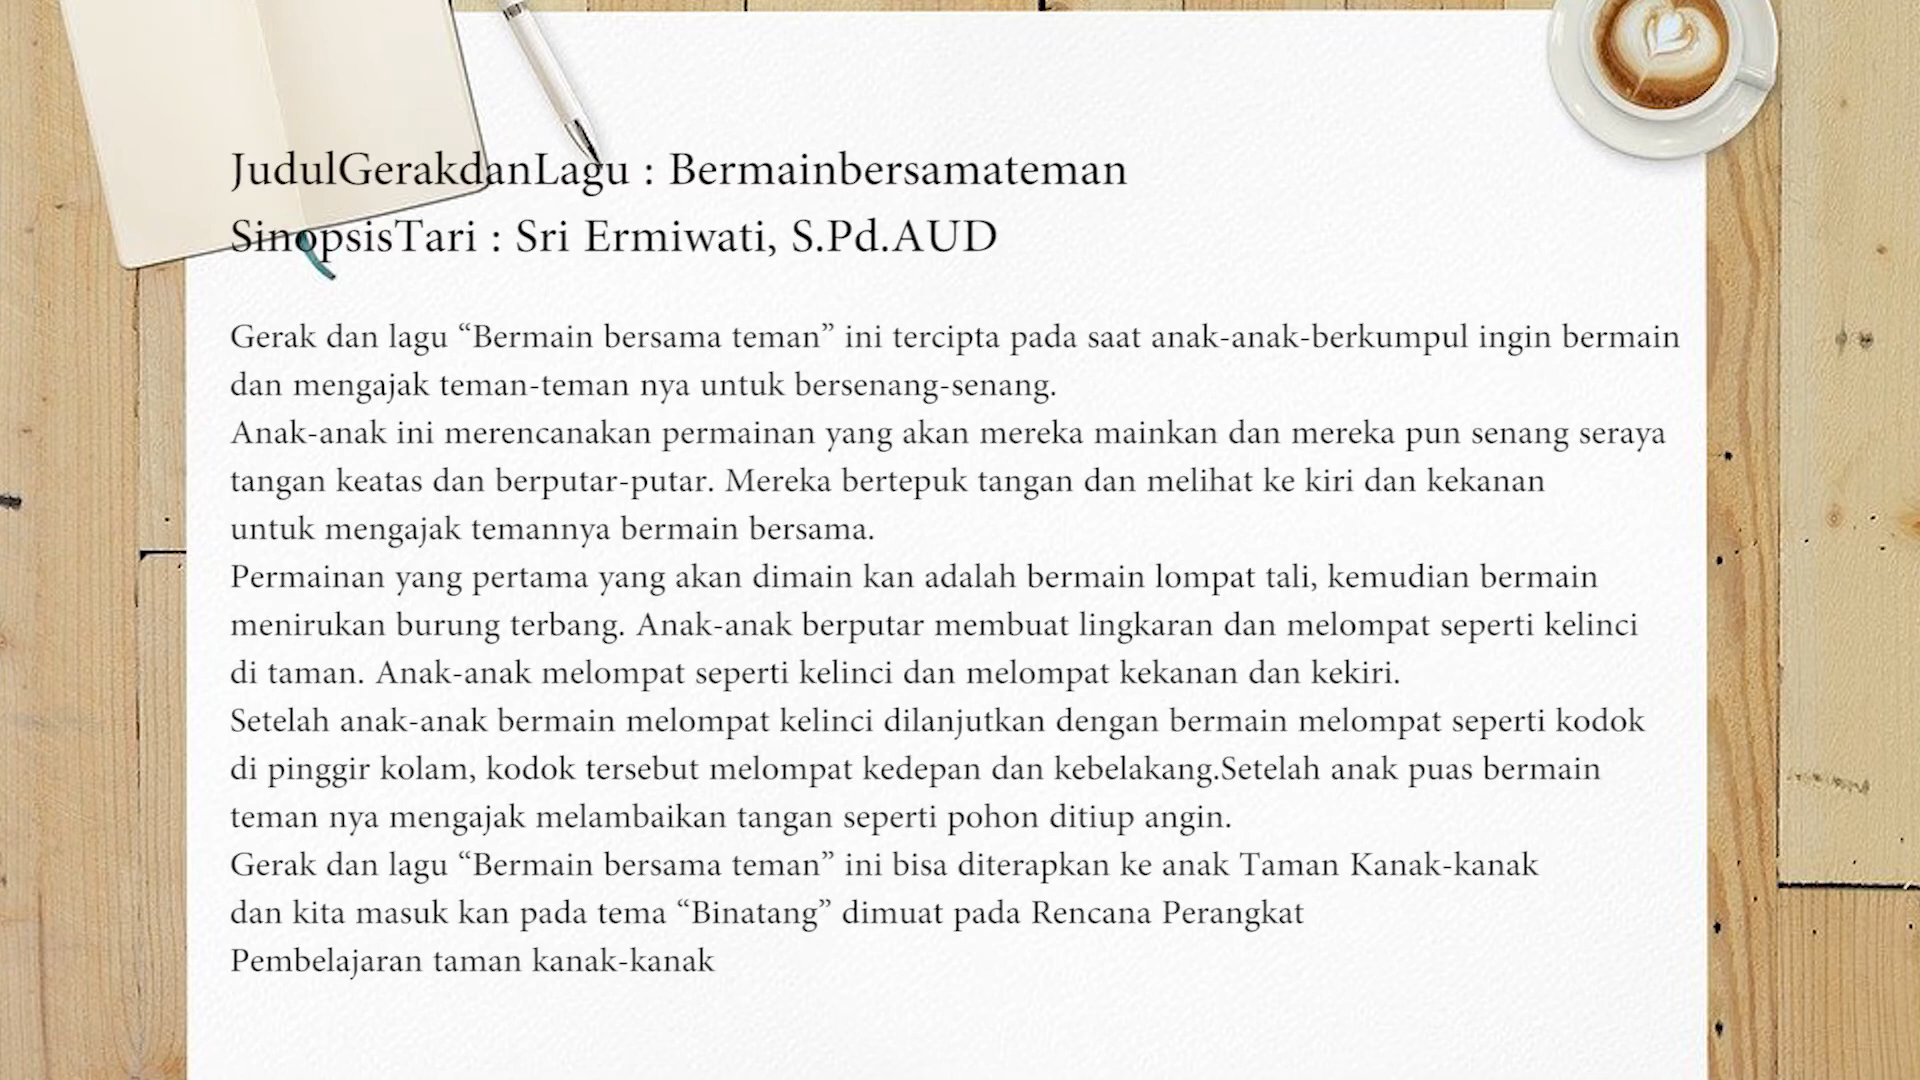 JudulGerakdanLagu : Bermainbersamateman
SinopsisTari : Sri Ermiwati, S.Pd.AUD
Gerak dan lagu “Bermain bersama teman” ini tercipta pada saat anak-anak-berkumpul ingin bermain
dan mengajak teman-teman nya untuk bersenang-senang.
Anak-anak ini merencanakan permainan yang akan mereka mainkan dan mereka pun senang seraya
tangan keatas dan berputar-putar. Mereka bertepuk tangan dan melihat ke kiri dan kekanan
untuk mengajak temannya bermain bersama.
Permainan yang pertama yang akan dimain kan adalah bermain lompat tali, kemudian bermain
menirukan burung terbang. Anak-anak berputar membuat lingkaran dan melompat seperti kelinci
di taman. Anak-anak melompat seperti kelinci dan melompat kekanan dan kekiri.
Setelah anak-anak bermain melompat kelinci dilanjutkan dengan bermain melompat seperti kodok
di pinggir kolam, kodok tersebut melompat kedepan dan kebelakang.Setelah anak puas bermain
teman nya mengajak melambaikan tangan seperti pohon ditiup angin.
Gerak dan lagu “Bermain bersama teman” ini bisa diterapkan ke anak Taman Kanak-kanak
dan kita masuk kan pada tema “Binatang” dimuat pada Rencana Perangkat
Pembelajaran taman kanak-kanak